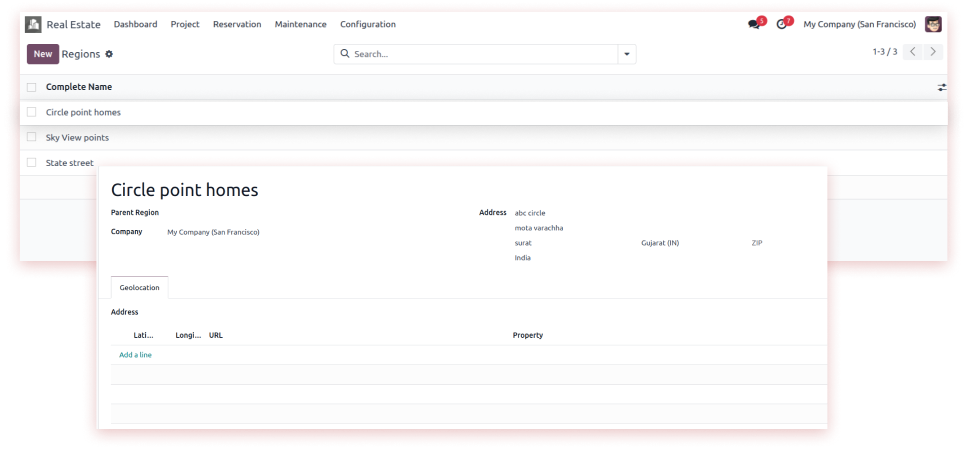 Real Estate Dashboard Project Reservation Maintenance Configuration 5 7 My Company (San Francisco)
New Regions Search... 1-3 / 3
Complete Name
Circle point homes
Sky View points
State street
Circle point homes
Parent Region Address abc circle
mota varachha
Company My Company (San Francisco)
surat Gujarat (IN) ZIP
India
Geolocation
Address
Lati... Longi... URL Property
Add a line